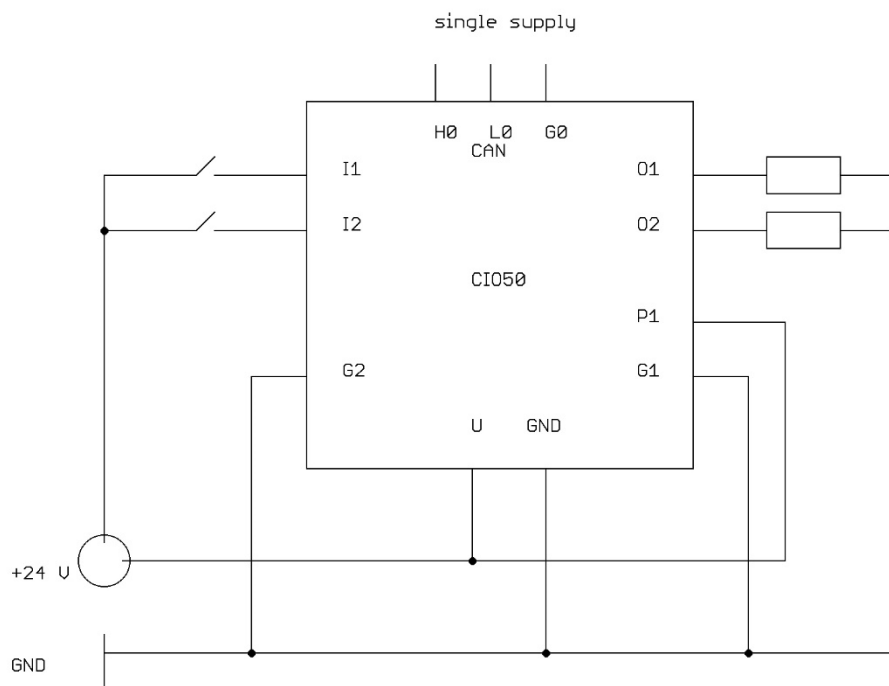 single supply
H0 L0 G0
CAN
I1
O1
I2
O2
CIO50
P1
G2
G1
U GND
+24 V
GND